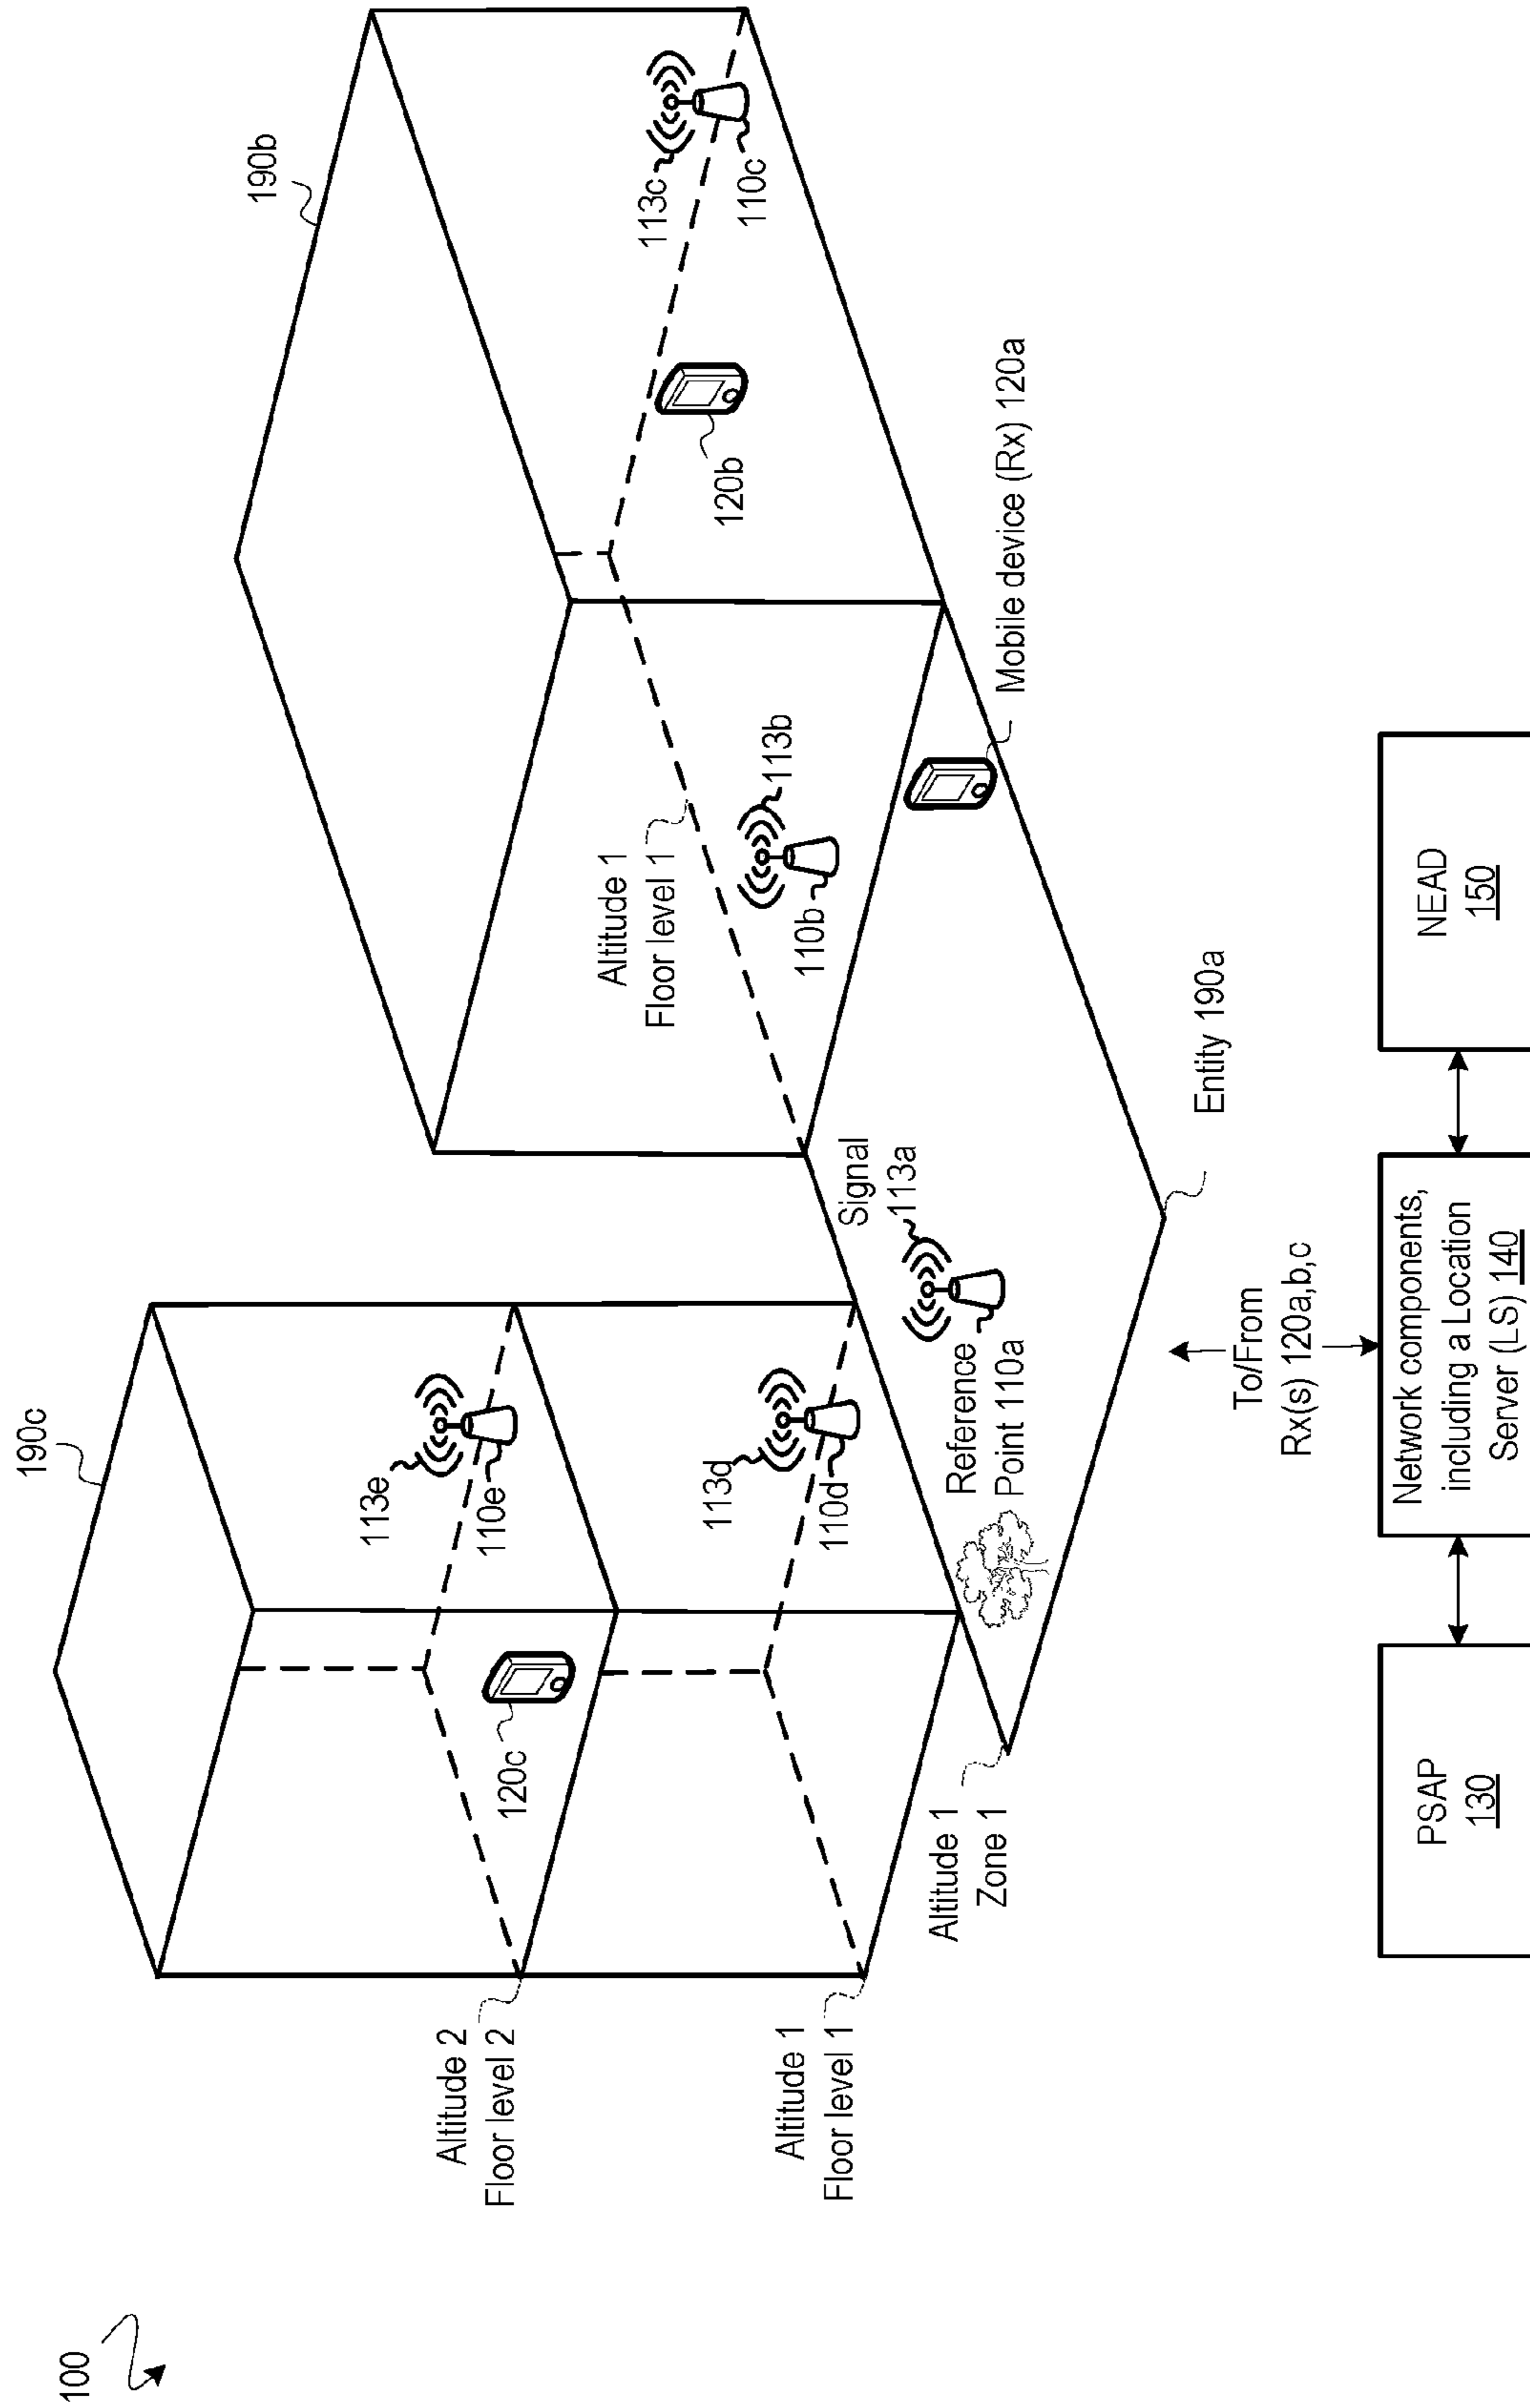 100
190c
190b
113e
110e
120c
Altitude 2
Floor level 2
113d
110d
Altitude 1
Floor level 1
Altitude 1
Zone 1
Altitude 1
Floor level 1
113b
110b
113c
110c
120b
Signal
113a
Reference
Point 110a
Mobile device (Rx) 120a
Entity 190a
To/From
Rx(s) 120a,b,c
PSAP
130
Network components,
including a Location
Server (LS) 140
NEAD
150